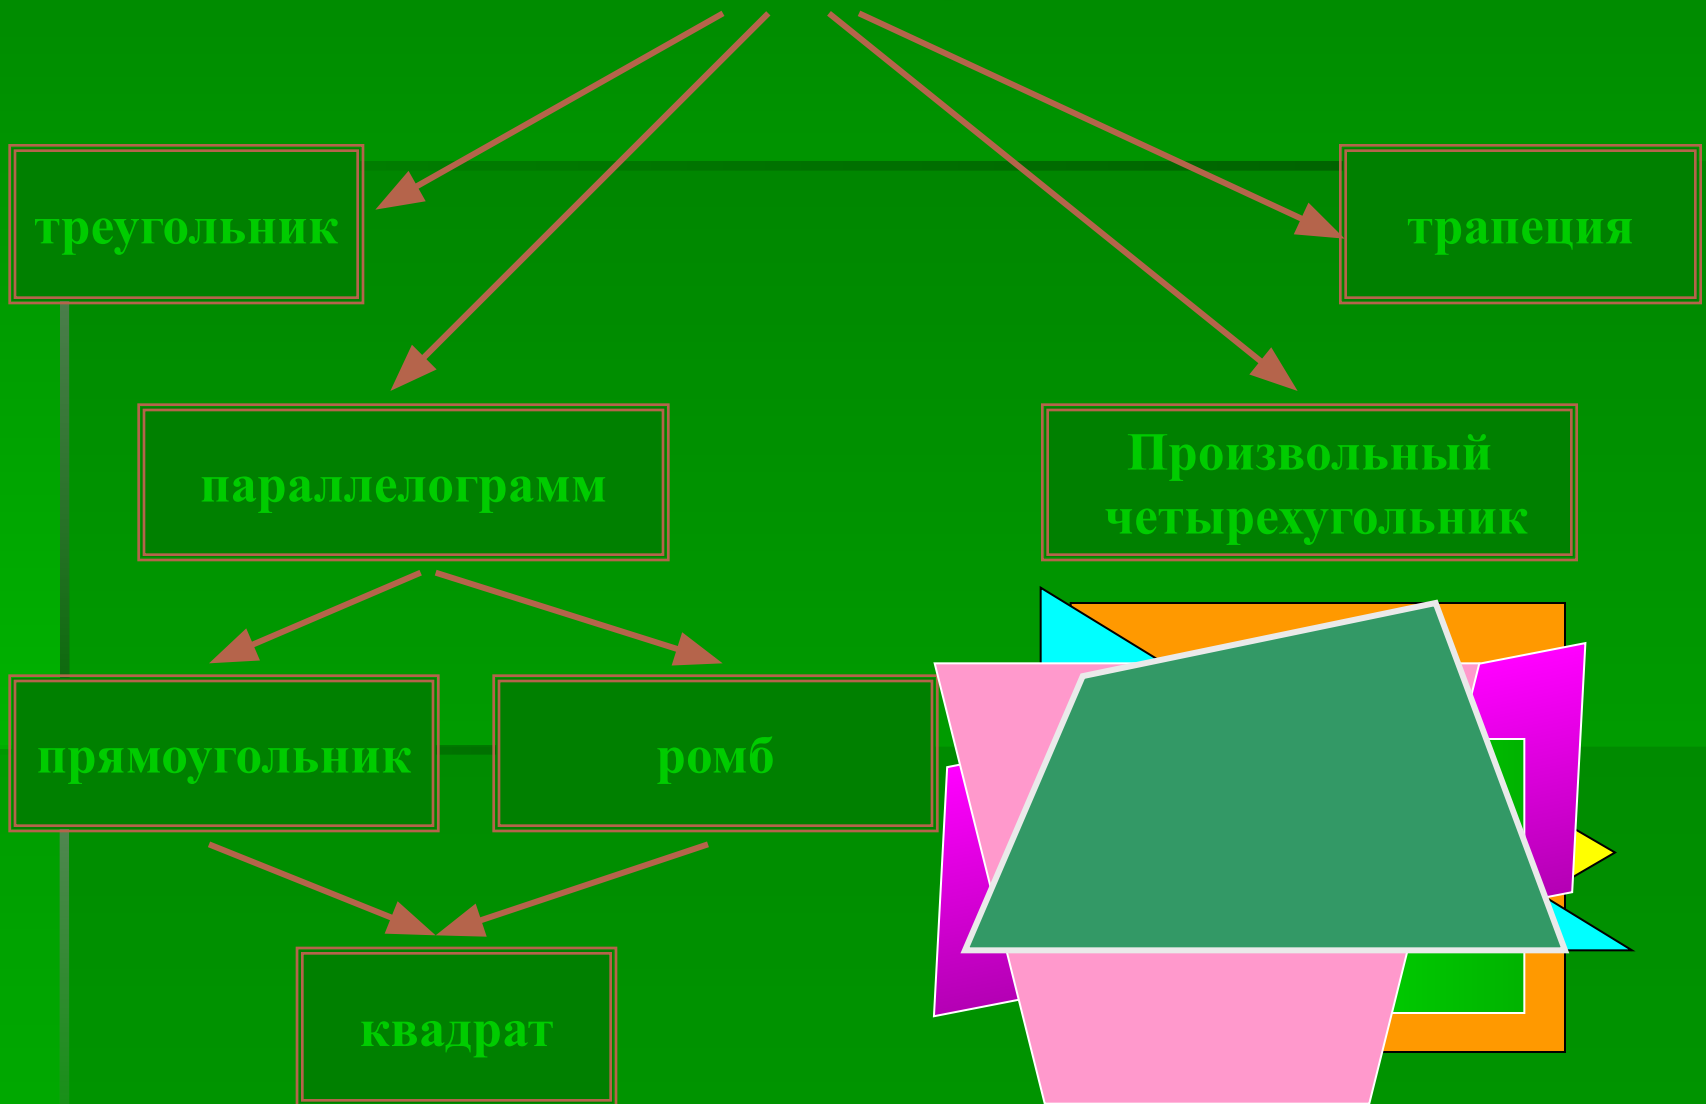 треугольник
трапеция
параллелограмм
Произвольный
четырехугольник
прямоугольник
ромб
квадрат